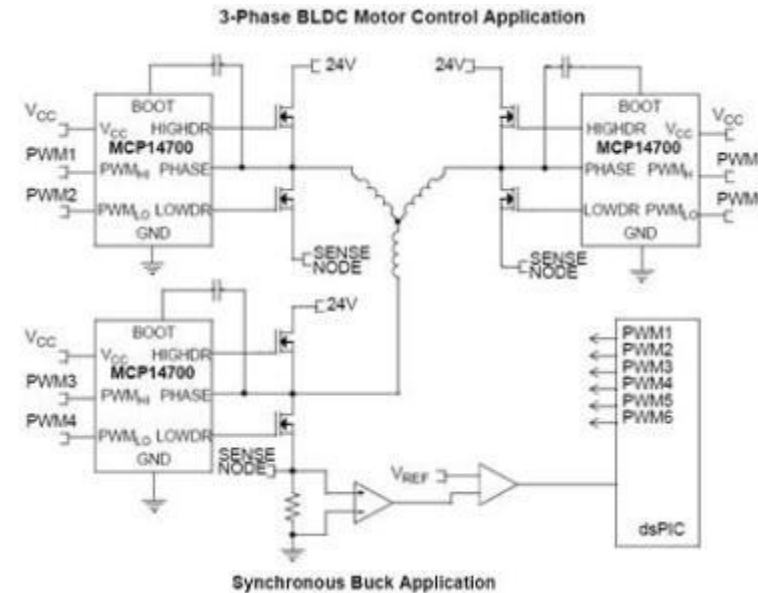 3-Phase BLDC Motor Control Application
24V
24V
BOOT
BOOT
VCC
VCC
HIGHDR
HIGHDR
VCC
VCC
MCP14700
MCP14700
PWM1
PWMHI
PHASE
PHASE
PWMH
PWM
PWM2
PWMLO
LOWDR
LOWDR
PWMLO
PWM
GND
GND
SENSE
NODE
SENSE
NODE
24V
BOOT
VCC
VCC
HIGHDR
MCP14700
PWM3
PWMHI
PHASE
PWM4
PWMLO
LOWDR
GND
SENSE
NODE
VREF
PWM1
PWM2
PWM3
PWM4
PWM5
PWM6
dsPIC
Synchronous Buck Application